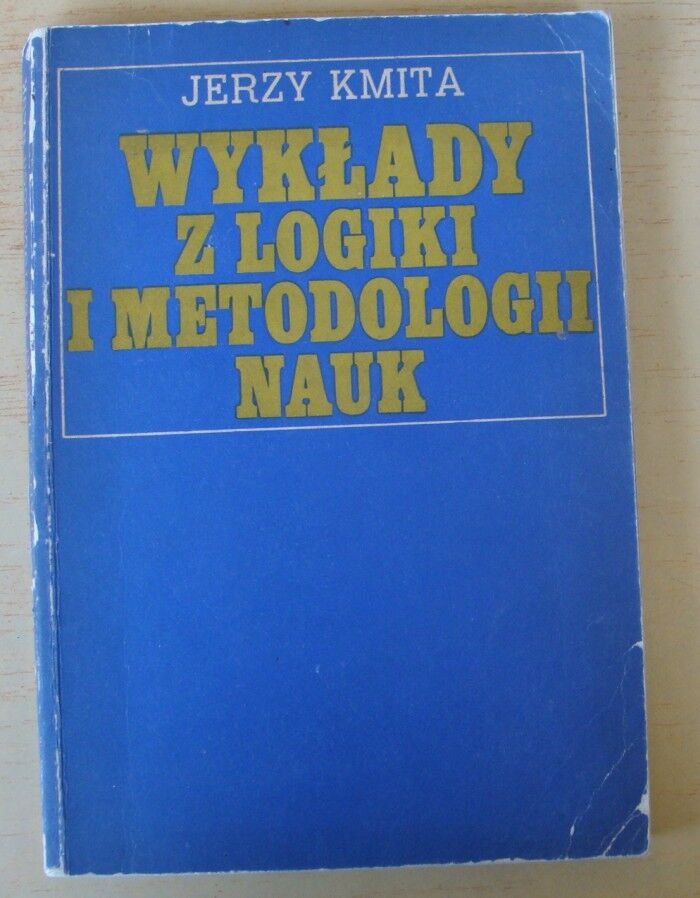 JERZY KMITA
WYKŁADY
Z LOGIKI
I METODOLOGII
NAUK